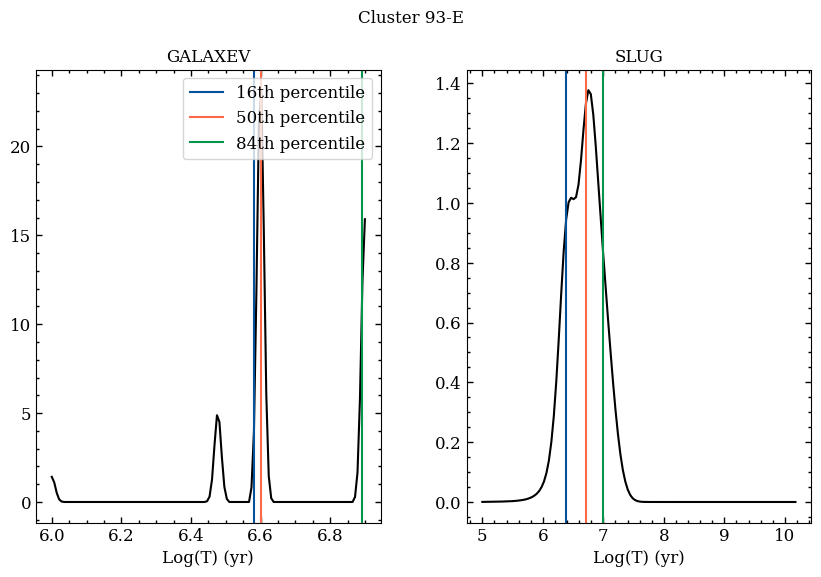 Cluster 93-E
GALAXEV
16th percentile
50th percentile
84th percentile
20
15
10
5
0
6.0 6.2 6.4 6.6 6.8
Log(T) (yr)
SLUG
1.4
1.2
1.0
0.8
0.6
0.4
0.2
0.0
5 6 7 8 9 10
Log(T) (yr)